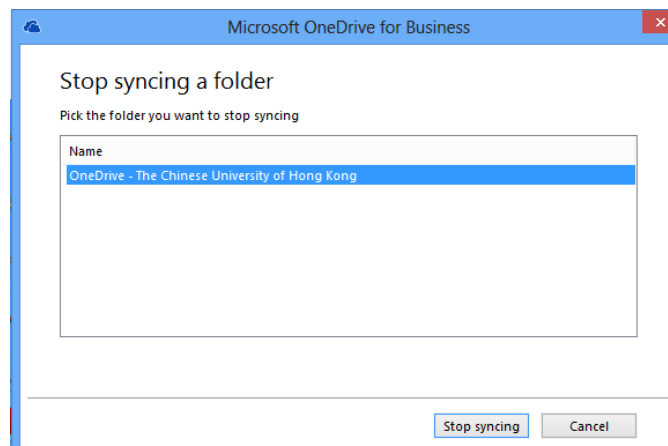 Microsoft OneDrive for Business
Stop syncing a folder
Pick the folder you want to stop syncing
Name
OneDrive - The Chinese University of Hong Kong
Stop syncing
Cancel